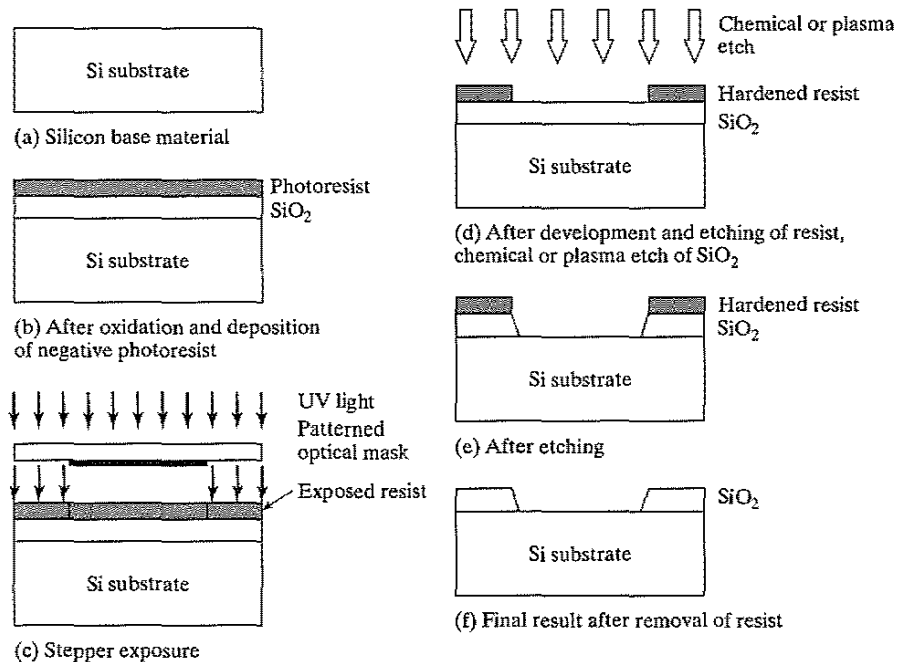 Si substrate
(a) Silicon base material
Photoresist
SiO₂
Si substrate
(b) After oxidation and deposition
of negative photoresist
UV light
Patterned
optical mask
Exposed resist
Si substrate
(c) Stepper exposure
Chemical or plasma
etch
Hardened resist
SiO₂
Si substrate
(d) After development and etching of resist,
chemical or plasma etch of SiO₂
Hardened resist
SiO₂
Si substrate
(e) After etching
SiO₂
Si substrate
(f) Final result after removal of resist